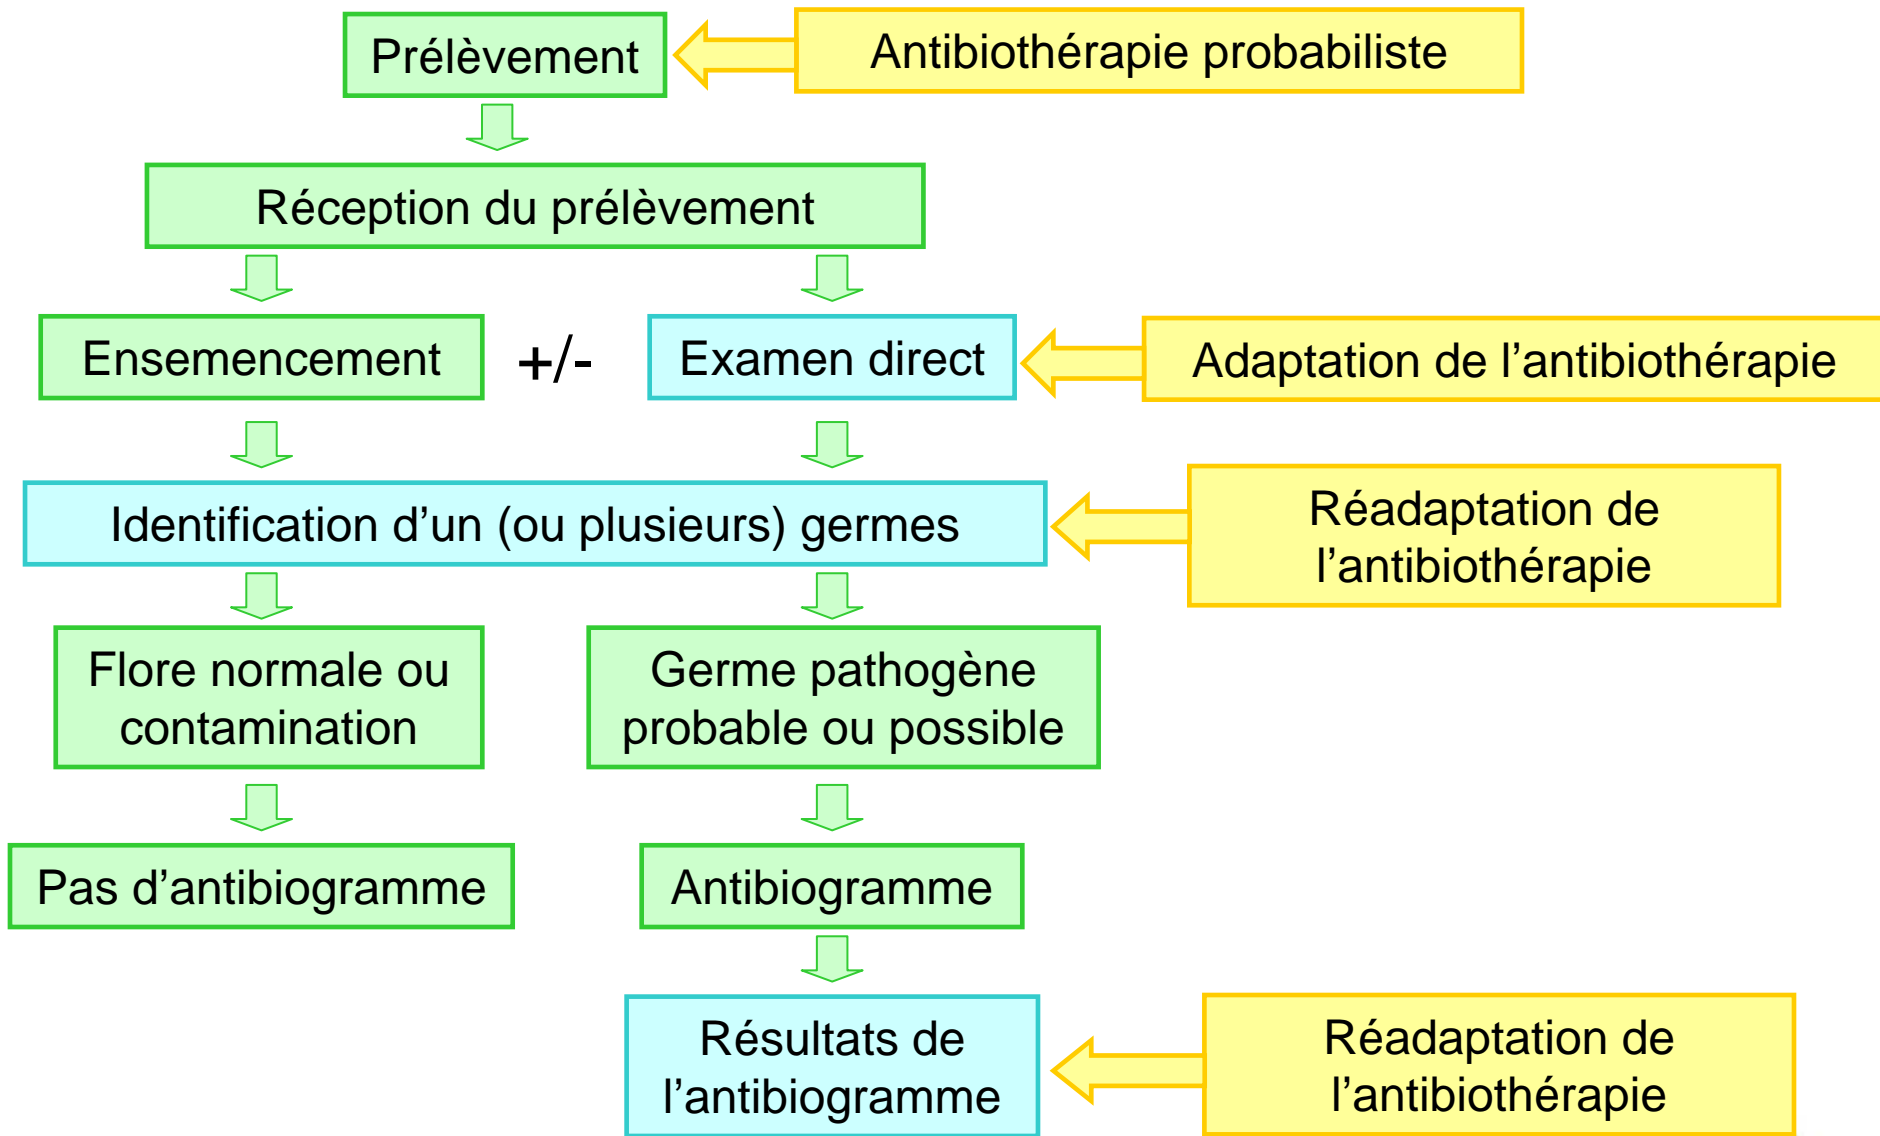 Prélèvement
Antibiothérapie probabiliste
Réception du prélèvement
Ensemencement
+/-
Examen direct
Adaptation de l’antibiothérapie
Identification d’un (ou plusieurs) germes
Réadaptation de
l’antibiothérapie
Flore normale ou
contamination
Germe pathogène
probable ou possible
Pas d’antibiogramme
Antibiogramme
Résultats de
l’antibiogramme
Réadaptation de
l’antibiothérapie